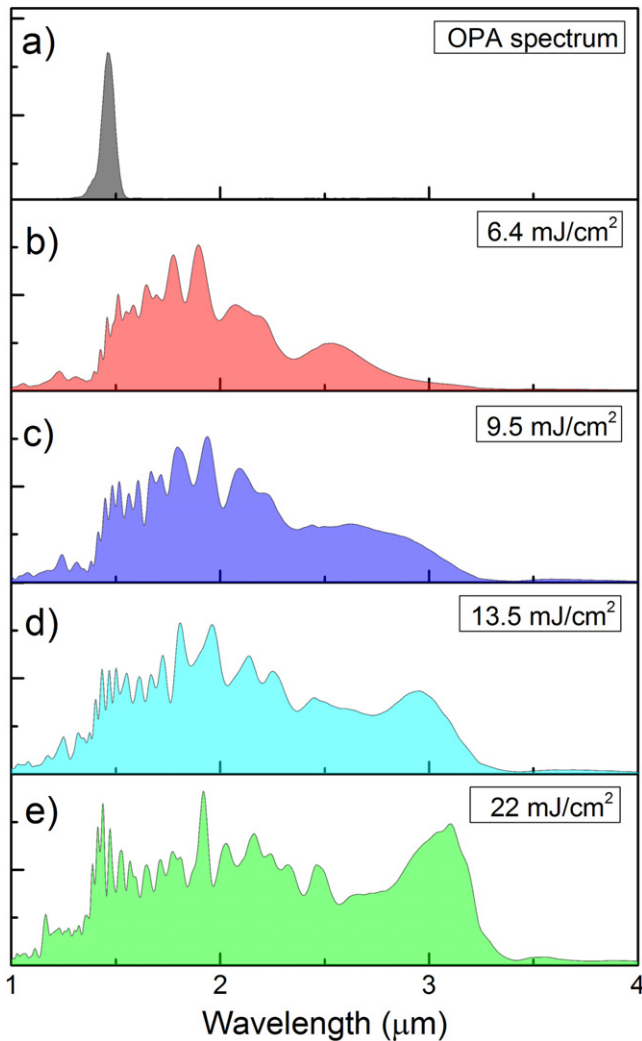 a)
OPA spectrum
b)
6.4 mJ/cm²
c)
9.5 mJ/cm²
d)
13.5 mJ/cm²
e)
22 mJ/cm²
1 2 3 4
Wavelength (μm)